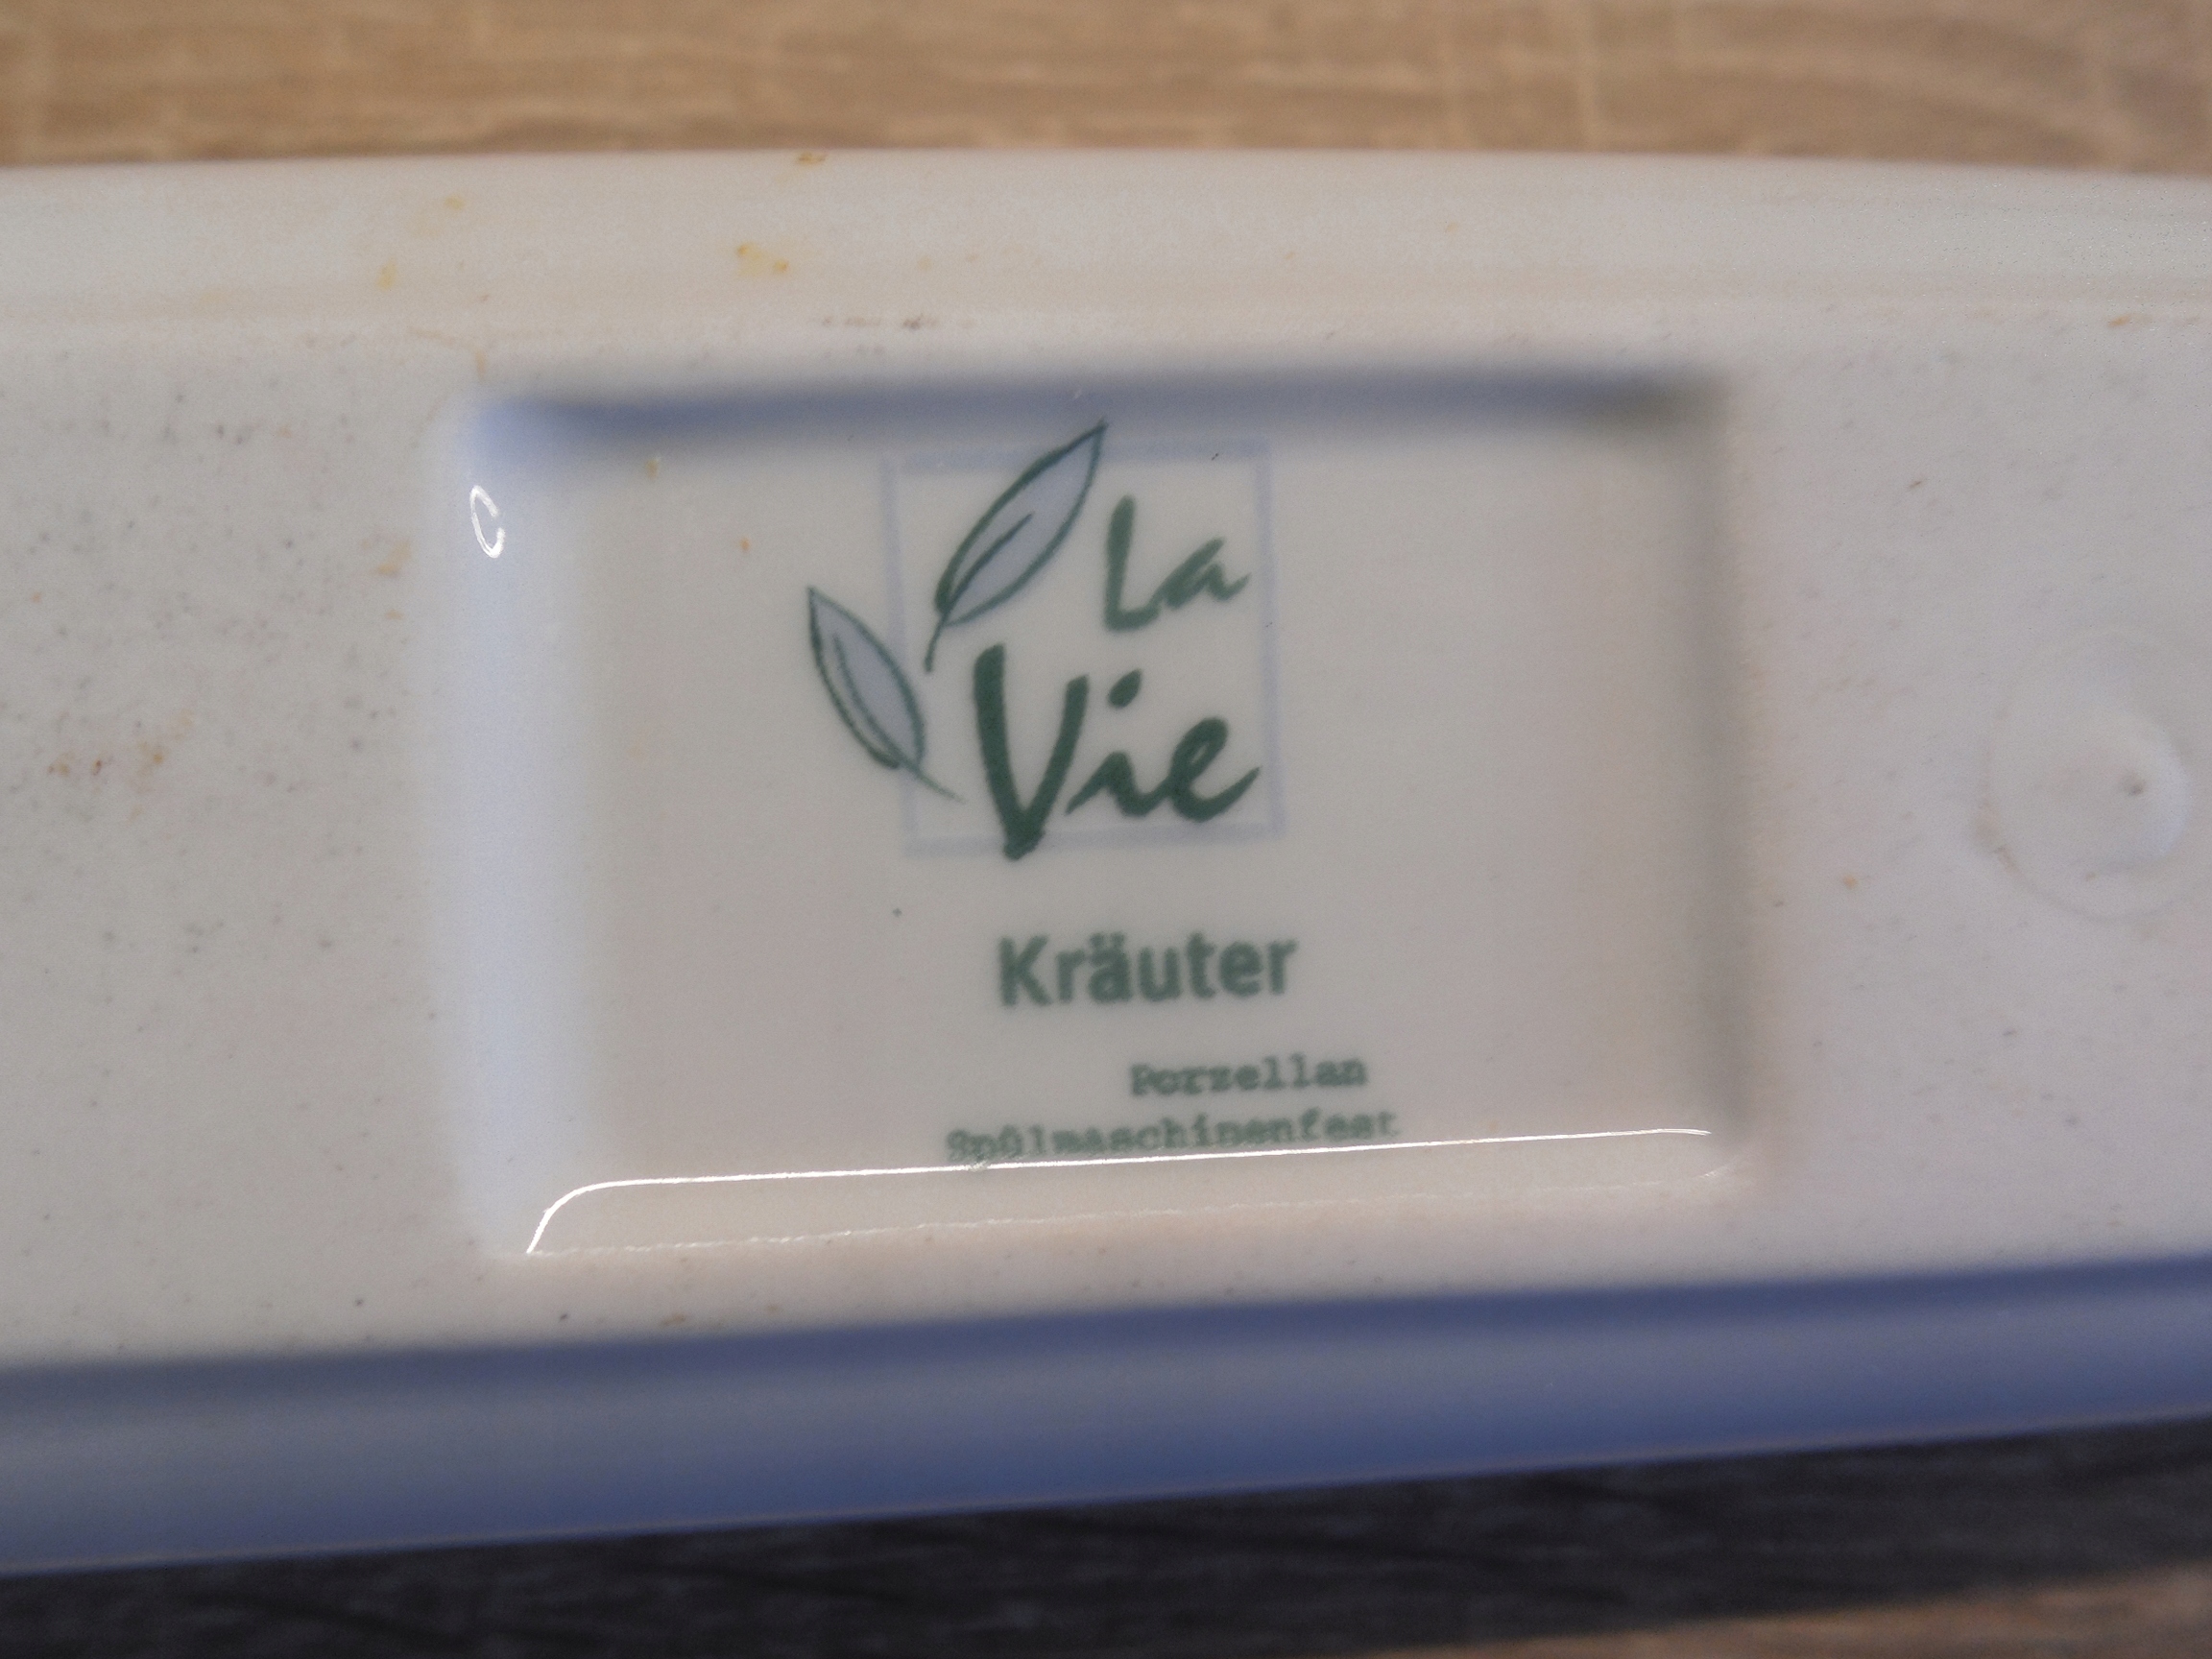 La
Vie
Kräuter
Porzellan
Spülmaschinenfest